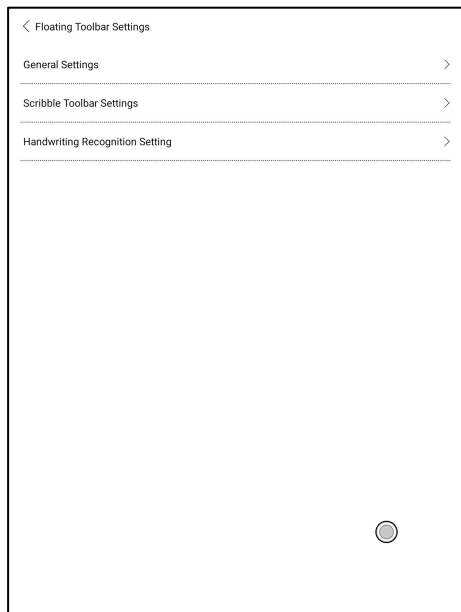 Floating Toolbar Settings
General Settings
Scribble Toolbar Settings
Handwriting Recognition Setting